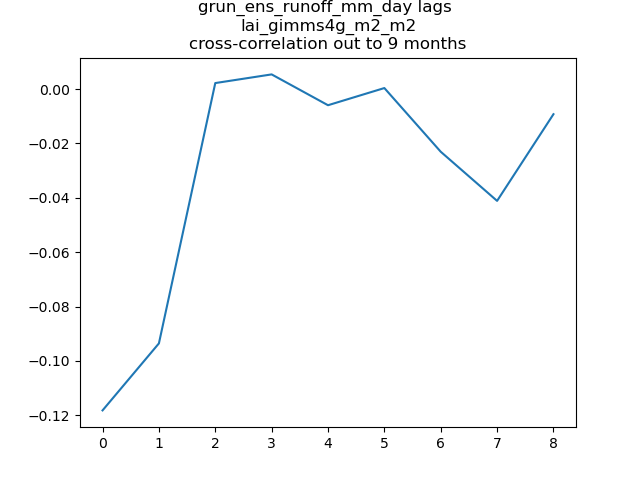 grun_ens_runoff_mm_day lags
lai_gimms4g_m2_m2
cross-correlation out to 9 months
0.00
−0.02
−0.04
−0.06
−0.08
−0.10
−0.12
0 1 2 3 4 5 6 7 8